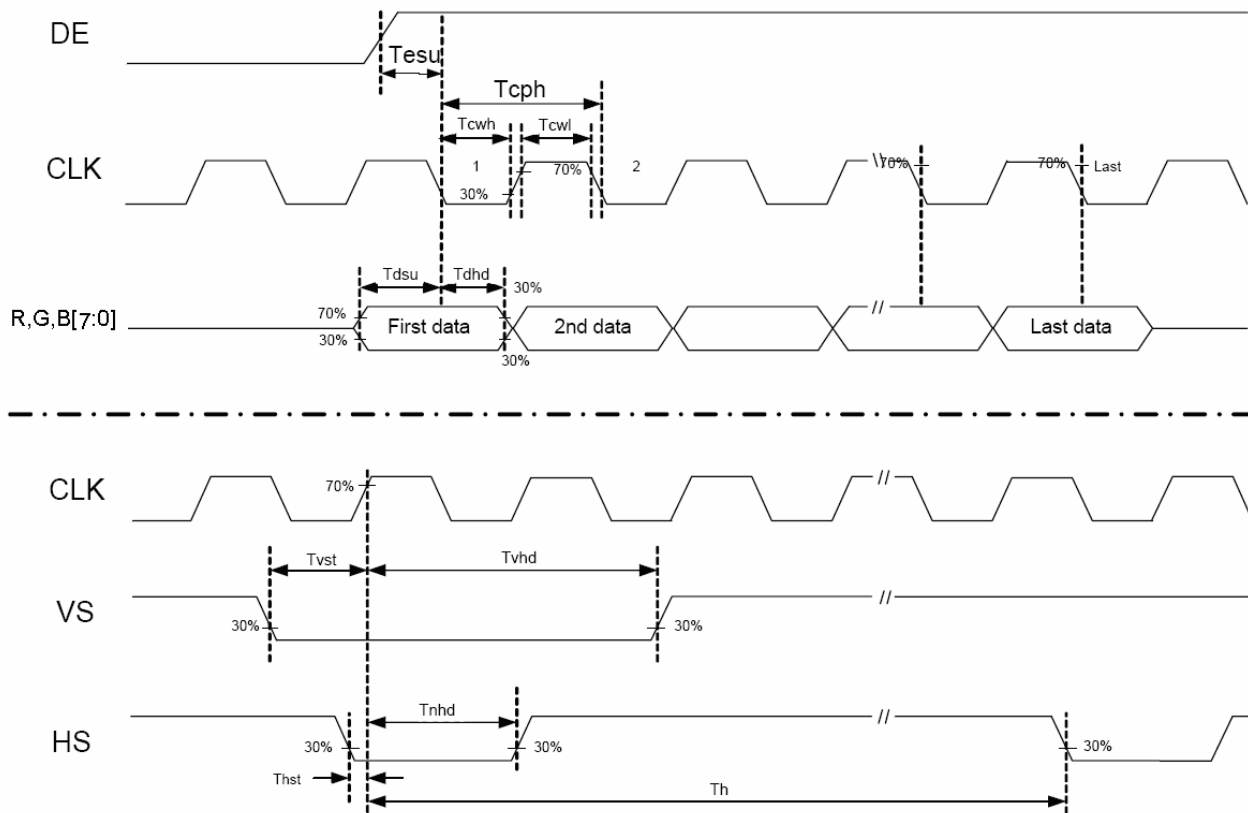 DE
Tesu
Tcph
Tcwh
Tcwl
CLK
1
30%
70%
2
\\
70%
70%
Last
Tdsu
Tdhd
30%
R,G,B[7:0]
70%
30%
First data
30%
2nd data
//
Last data
CLK
70%
//
Tvst
Tvhd
VS
30%
30%
//
Tnhd
HS
30%
30%
//
30%
Thst
Th